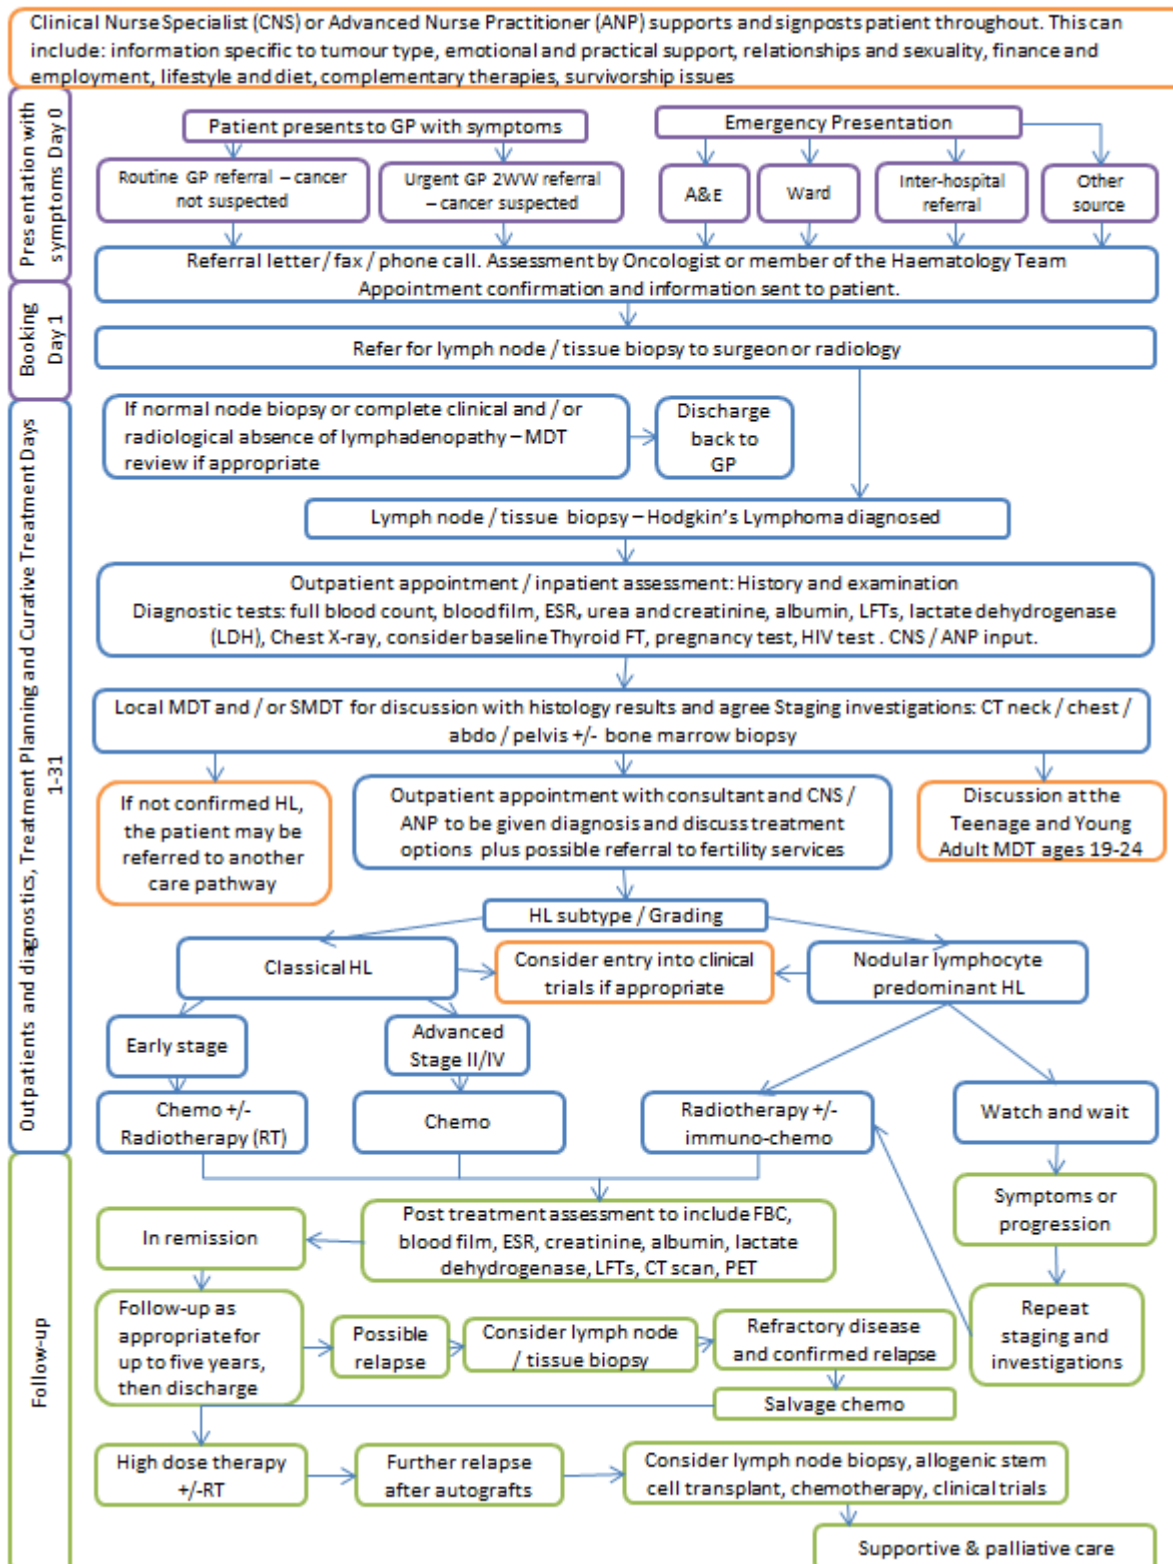 Clinical Nurse Specialist (CNS) or Advanced Nurse Practitioner (ANP) supports and signposts patient throughout. This can
include: information specific to tumour type, emotional and practical support, relationships and sexuality, finance and
employment, lifestyle and diet, complementary therapies, survivorship issues
Presentation with
symptoms Day 0
Patient presents to GP with symptoms
Emergency Presentation
Routine GP referral – cancer
not suspected
Urgent GP 2WW referral
– cancer suspected
A&E
Ward
Inter-hospital
referral
Other
source
Referral letter / fax / phone call. Assessment by Oncologist or member of the Haematology Team
Appointment confirmation and information sent to patient.
Booking
Day 1
Refer for lymph node / tissue biopsy to surgeon or radiology
Outpatients and diagnostics, Treatment Planning and Curative Treatment Days
1-31
If normal node biopsy or complete clinical and / or
radiological absence of lymphadenopathy – MDT
review if appropriate
Discharge
back to
GP
Lymph node / tissue biopsy – Hodgkin's Lymphoma diagnosed
Outpatient appointment / inpatient assessment: History and examination
Diagnostic tests: full blood count, blood film, ESR, urea and creatinine, albumin, LFTs, lactate dehydrogenase
(LDH), Chest X-ray, consider baseline Thyroid FT, pregnancy test, HIV test . CNS / ANP input.
Local MDT and / or SMDT for discussion with histology results and agree Staging investigations: CT neck / chest /
abdo / pelvis +/- bone marrow biopsy
If not confirmed HL,
the patient may be
referred to another
care pathway
Outpatient appointment with consultant and CNS /
ANP to be given diagnosis and discuss treatment
options plus possible referral to fertility services
Discussion at the
Teenage and Young
Adult MDT ages 19-24
HL subtype / Grading
Classical HL
Consider entry into clinical
trials if appropriate
Nodular lymphocyte
predominant HL
Early stage
Advanced
Stage II/IV
Chemo +/-
Radiotherapy (RT)
Chemo
Radiotherapy +/-
immuno-chemo
Watch and wait
Follow-up
In remission
Post treatment assessment to include FBC,
blood film, ESR, creatinine, albumin, lactate
dehydrogenase, LFTs, CT scan, PET
Symptoms or
progression
Follow-up as
appropriate for
up to five years,
then discharge
Possible
relapse
Consider lymph node
/ tissue biopsy
Refractory disease
and confirmed relapse
Repeat
staging and
investigations
Salvage chemo
High dose therapy
+/-RT
Further relapse
after autografts
Consider lymph node biopsy, allogenic stem
cell transplant, chemotherapy, clinical trials
Supportive & palliative care